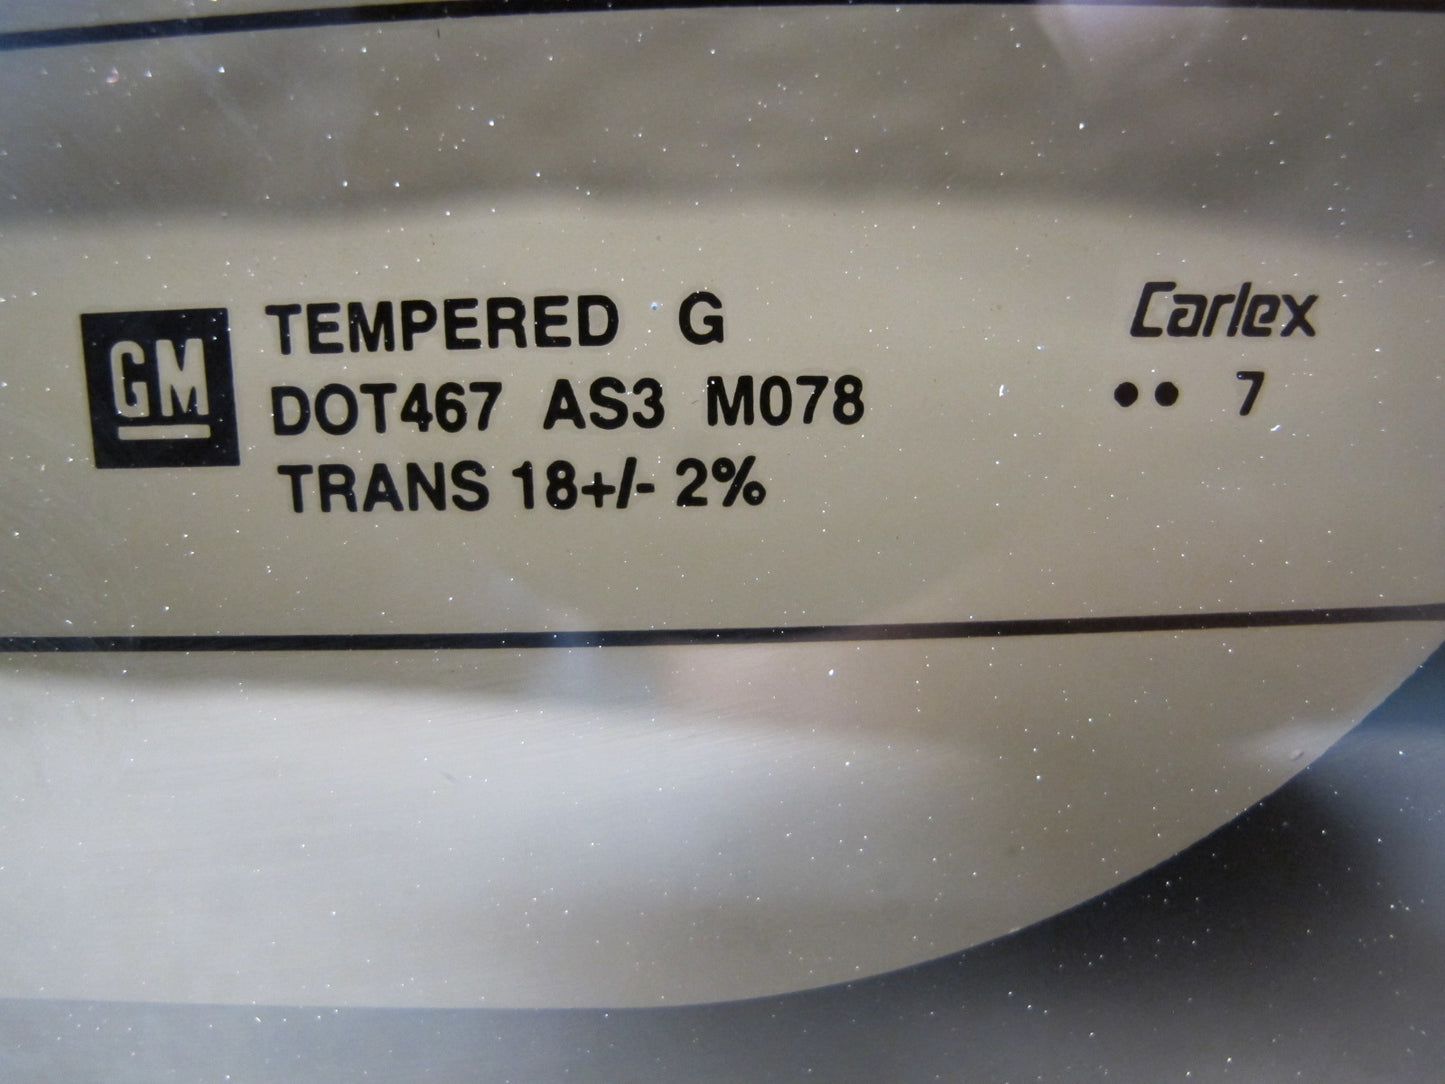 GM
TEMPERED G
DOT467 AS3 M078
TRANS 18+/- 2%
Carlex
•• 7